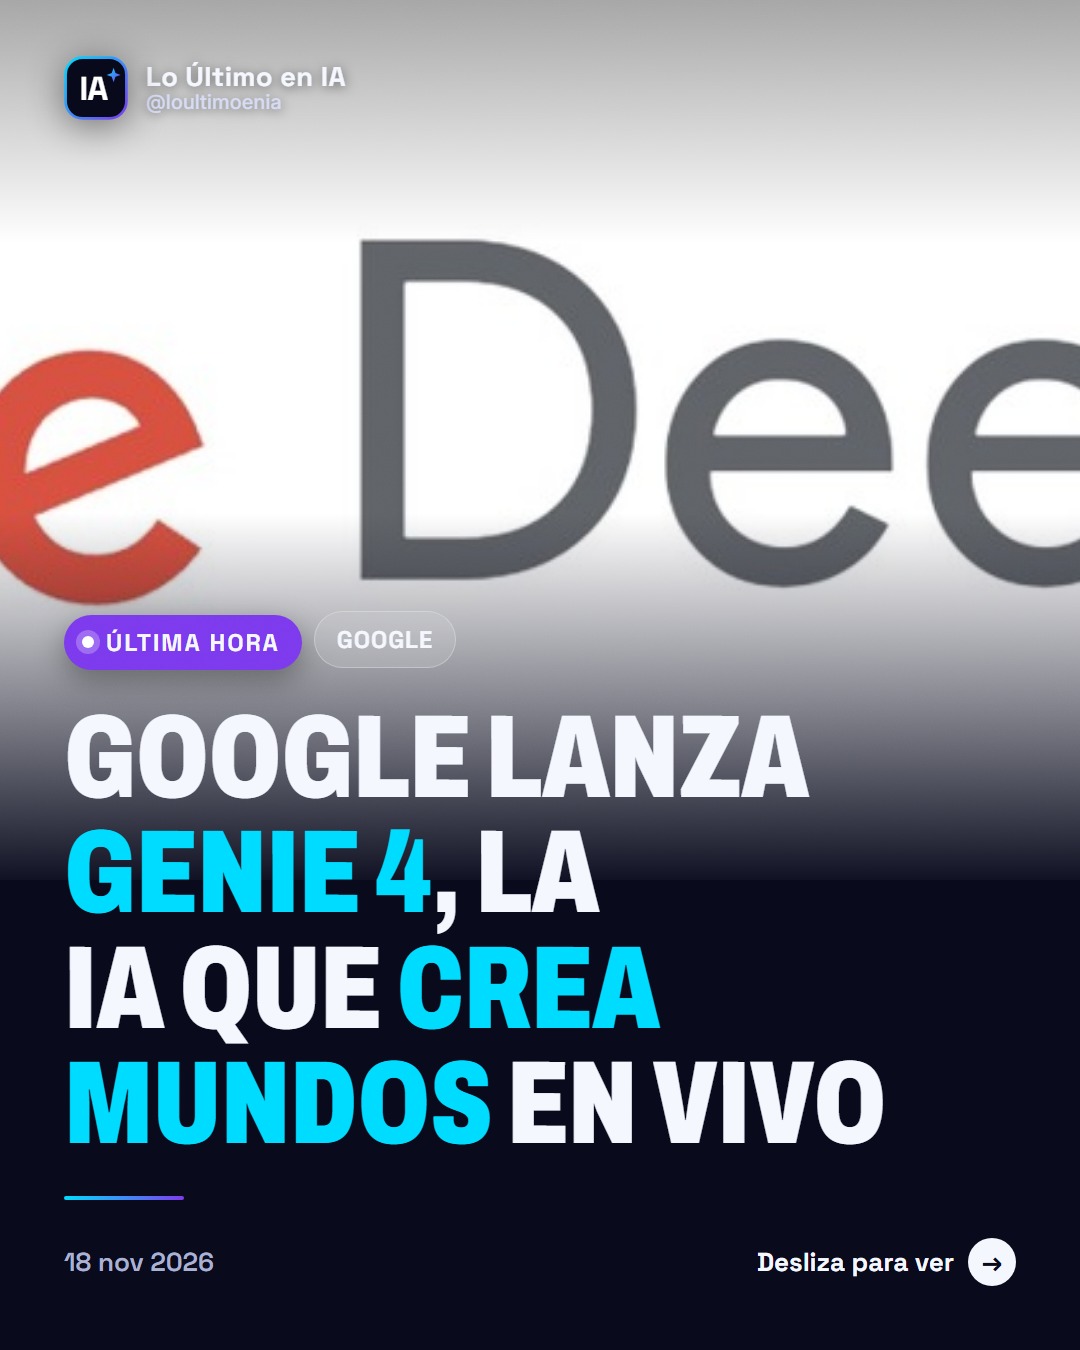 IA
Lo Último en IA
@loultimoenia
e Dee
ÚLTIMA HORA
GOOGLE
GOOGLE LANZA
GENIE 4, LA
IA QUE CREA
MUNDOS EN VIVO
18 nov 2026
Desliza para ver →